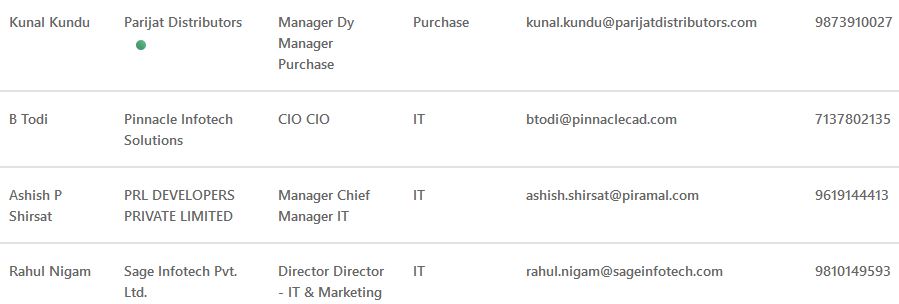 Kunal Kundu Parijat Distributors Manager Dy Purchase kunal.kundu@parijatdistributors.com 9873910027
Manager
Purchase
B Todi Pinnacle Infotech CIO CIO IT btodi@pinnaclecad.com 7137802135
Solutions
Ashish P PRL DEVELOPERS Manager Chief IT ashish.shirsat@piramal.com 9619144413
Shirsat PRIVATE LIMITED Manager IT
Rahul Nigam Sage Infotech Pvt. Director Director IT rahul.nigam@sageinfotech.com 9810149593
Ltd. - IT & Marketing